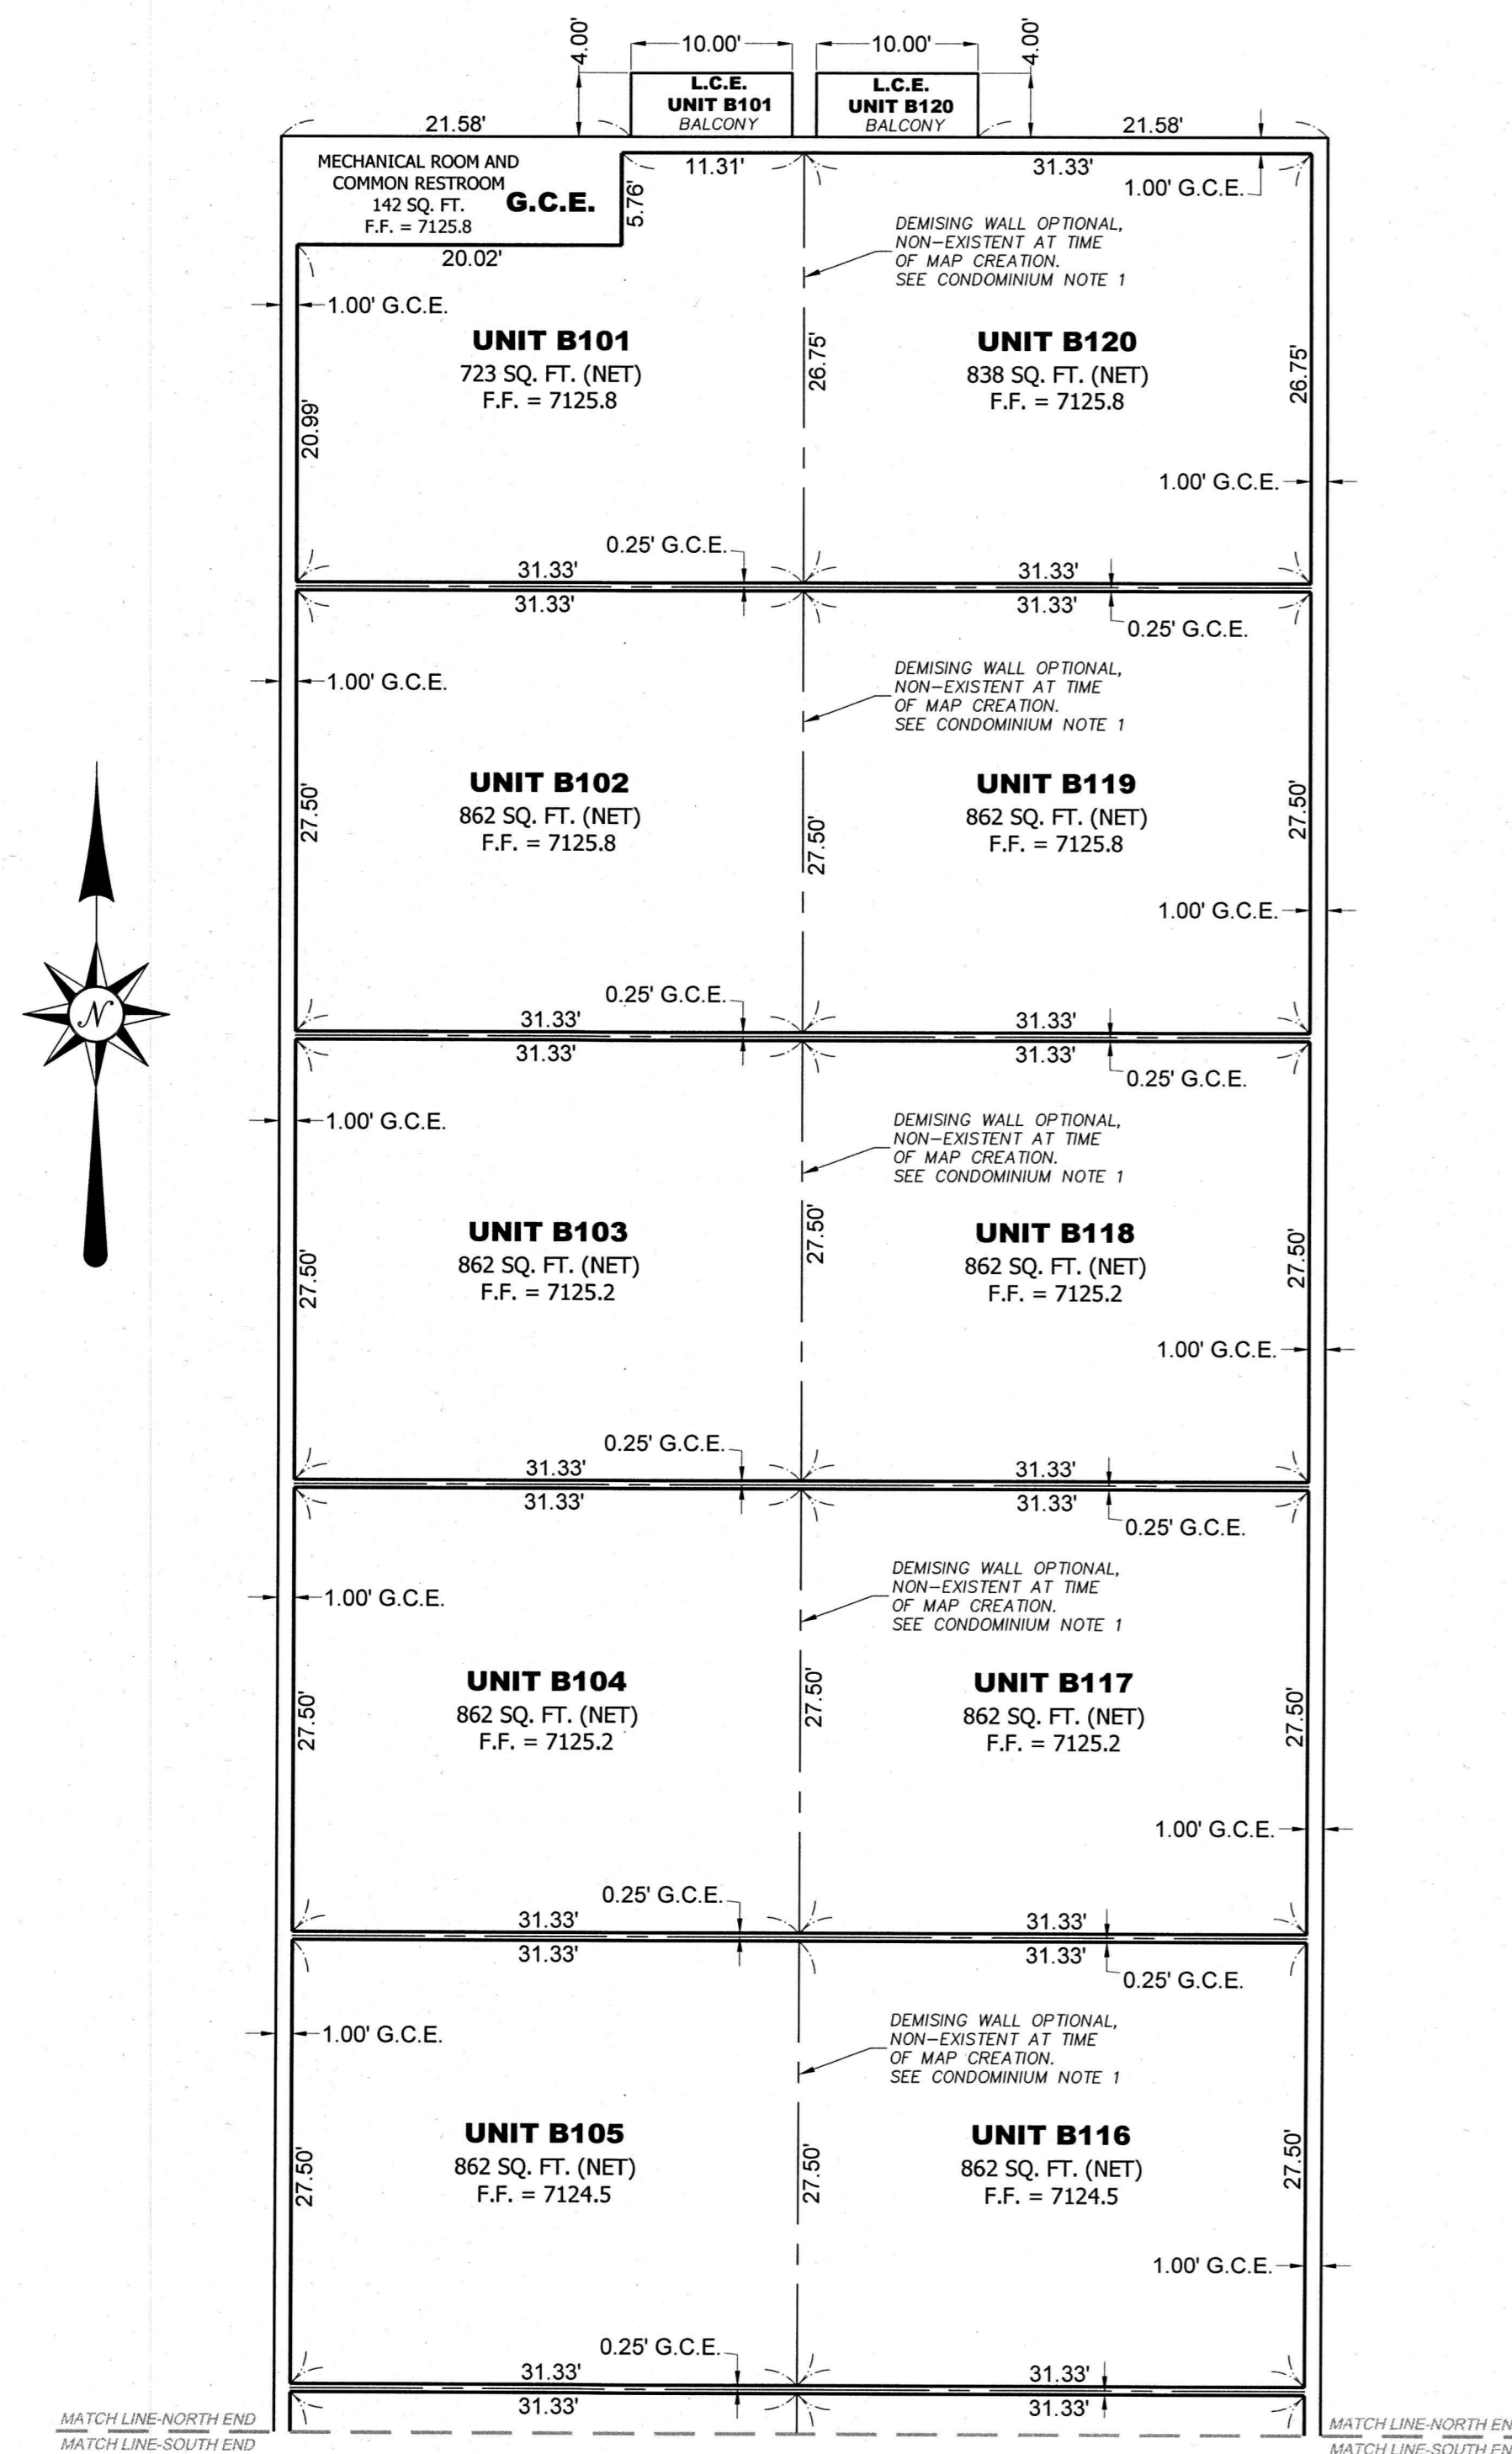 4.00'
10.00'
10.00'
4.00'
L.C.E.
UNIT B101
BALCONY
L.C.E.
UNIT B120
BALCONY
21.58'
21.58'
MECHANICAL ROOM AND
COMMON RESTROOM
142 SQ. FT.
F.F. = 7125.8
G.C.E.
5.76'
11.31'
31.33'
1.00' G.C.E.
20.02'
DEMISING WALL OPTIONAL,
NON-EXISTENT AT TIME
OF MAP CREATION.
SEE CONDOMINIUM NOTE 1
1.00' G.C.E.
UNIT B101
723 SQ. FT. (NET)
F.F. = 7125.8
20.99'
26.75'
UNIT B120
838 SQ. FT. (NET)
F.F. = 7125.8
26.75'
1.00' G.C.E.
0.25' G.C.E.
31.33'
31.33'
31.33'
31.33'
0.25' G.C.E.
1.00' G.C.E.
DEMISING WALL OPTIONAL,
NON-EXISTENT AT TIME
OF MAP CREATION.
SEE CONDOMINIUM NOTE 1
27.50'
UNIT B102
862 SQ. FT. (NET)
F.F. = 7125.8
27.50'
UNIT B119
862 SQ. FT. (NET)
F.F. = 7125.8
27.50'
1.00' G.C.E.
N
0.25' G.C.E.
31.33'
31.33'
31.33'
31.33'
0.25' G.C.E.
1.00' G.C.E.
DEMISING WALL OPTIONAL,
NON-EXISTENT AT TIME
OF MAP CREATION.
SEE CONDOMINIUM NOTE 1
27.50'
UNIT B103
862 SQ. FT. (NET)
F.F. = 7125.2
27.50'
UNIT B118
862 SQ. FT. (NET)
F.F. = 7125.2
27.50'
1.00' G.C.E.
0.25' G.C.E.
31.33'
31.33'
31.33'
31.33'
0.25' G.C.E.
1.00' G.C.E.
DEMISING WALL OPTIONAL,
NON-EXISTENT AT TIME
OF MAP CREATION.
SEE CONDOMINIUM NOTE 1
27.50'
UNIT B104
862 SQ. FT. (NET)
F.F. = 7125.2
27.50'
UNIT B117
862 SQ. FT. (NET)
F.F. = 7125.2
27.50'
1.00' G.C.E.
0.25' G.C.E.
31.33'
31.33'
31.33'
31.33'
0.25' G.C.E.
1.00' G.C.E.
DEMISING WALL OPTIONAL,
NON-EXISTENT AT TIME
OF MAP CREATION.
SEE CONDOMINIUM NOTE 1
27.50'
UNIT B105
862 SQ. FT. (NET)
F.F. = 7124.5
27.50'
UNIT B116
862 SQ. FT. (NET)
F.F. = 7124.5
27.50'
1.00' G.C.E.
0.25' G.C.E.
31.33'
31.33'
31.33'
31.33'
MATCH LINE-NORTH END
MATCH LINE-SOUTH END
MATCH LINE-NORTH EN
MATCH LINE-SOUTH EN